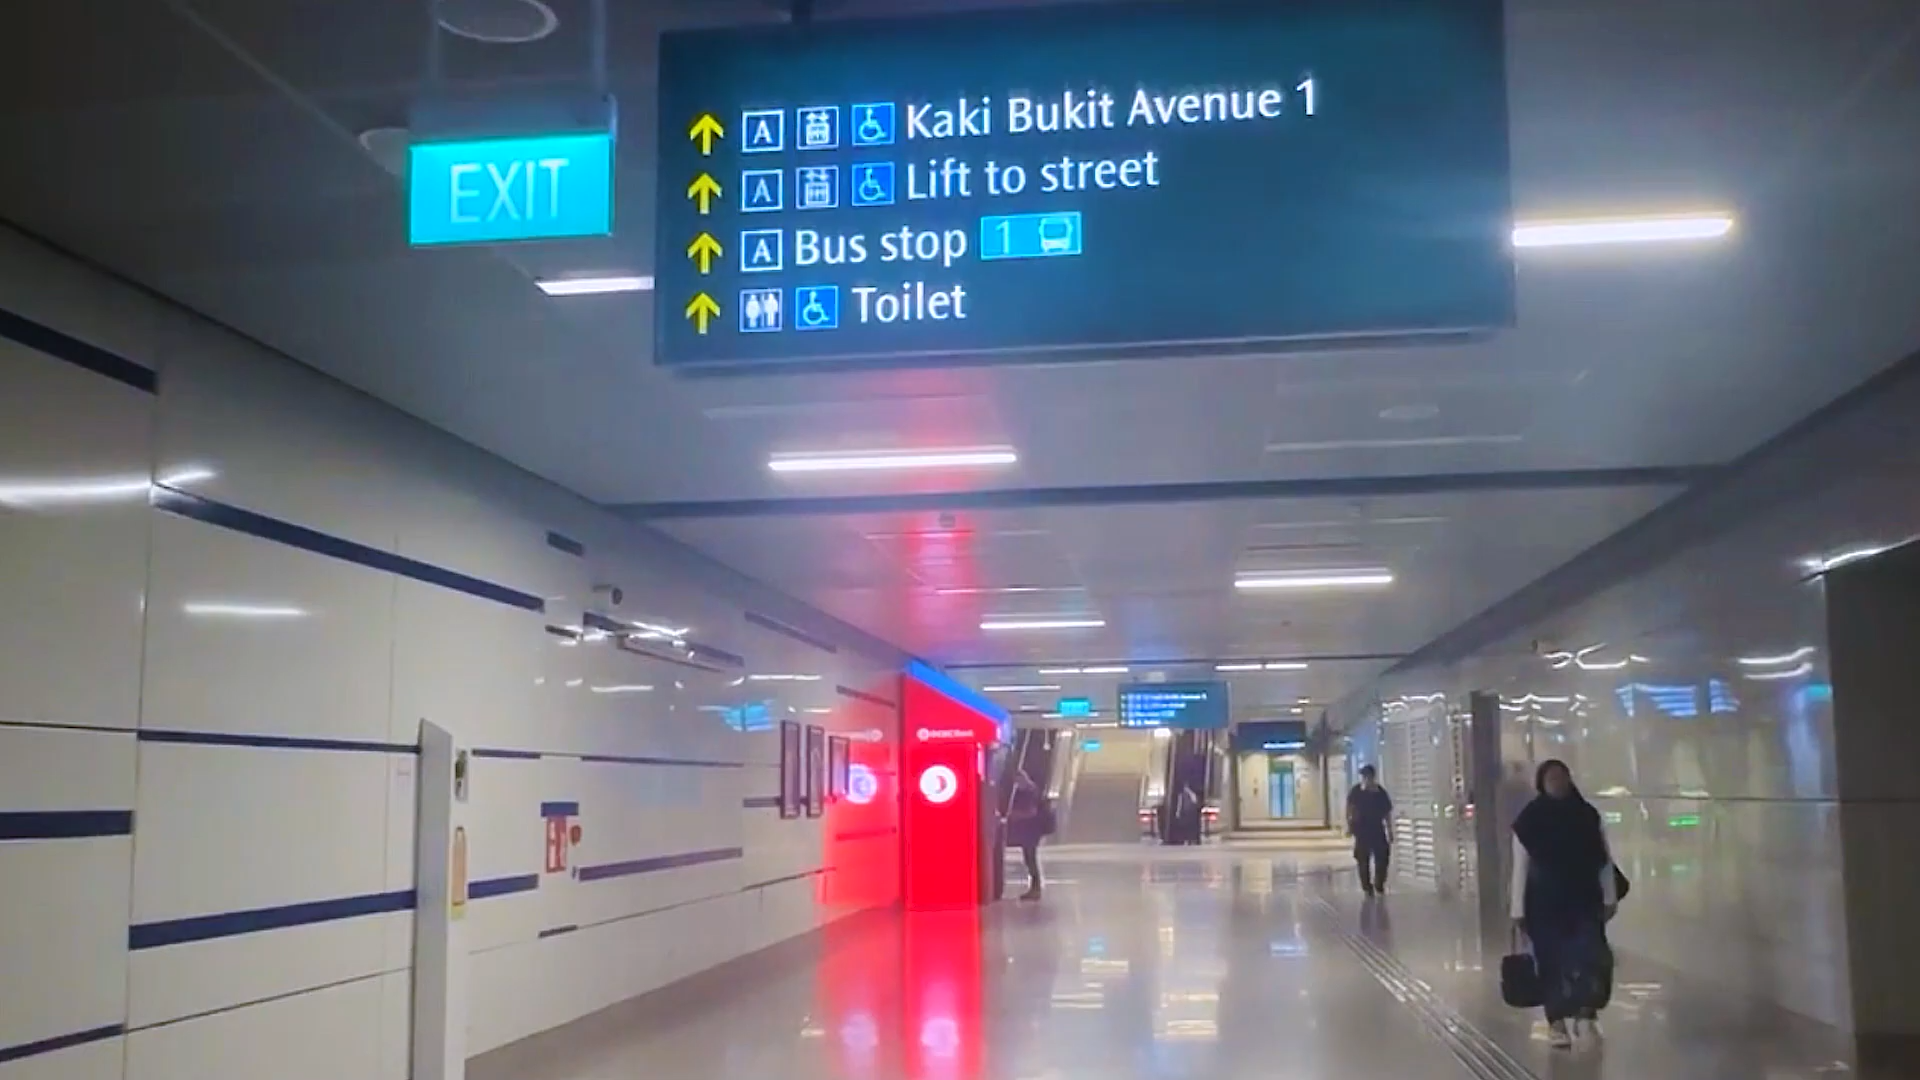 EXIT
A Kaki Bukit Avenue 1
A Lift to street
A Bus stop 1
Toilet